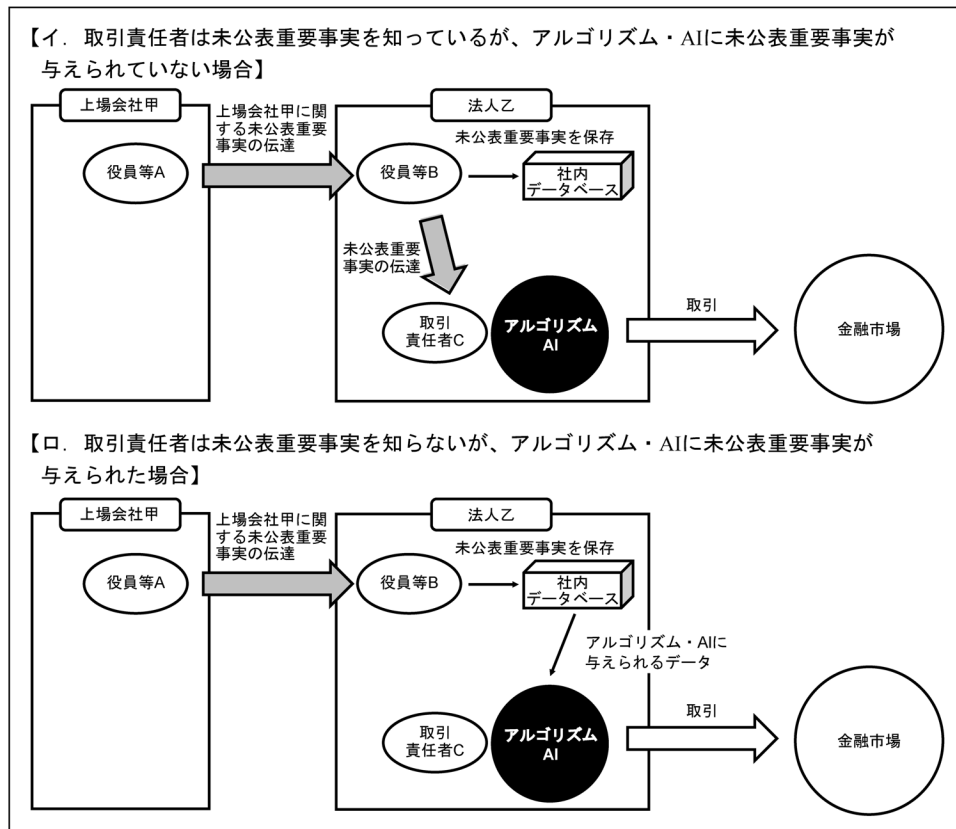 【イ．取引責任者は未公表重要事実を知っているが、アルゴリズム・AIに未公表重要事実が
与えられていない場合】
上場会社甲
法人乙
上場会社甲に関
する未公表重要
事実の伝達
未公表重要事実を保存
役員等A
役員等B
社内
データベース
未公表重要
事実の伝達
取引
責任者C
アルゴリズム
AI
取引
金融市場
【ロ．取引責任者は未公表重要事実を知らないが、アルゴリズム・AIに未公表重要事実が
与えられた場合】
上場会社甲
法人乙
上場会社甲に関
する未公表重要
事実の伝達
未公表重要事実を保存
役員等A
役員等B
社内
データベース
アルゴリズム・AIに
与えられるデータ
取引
責任者C
アルゴリズム
AI
取引
金融市場